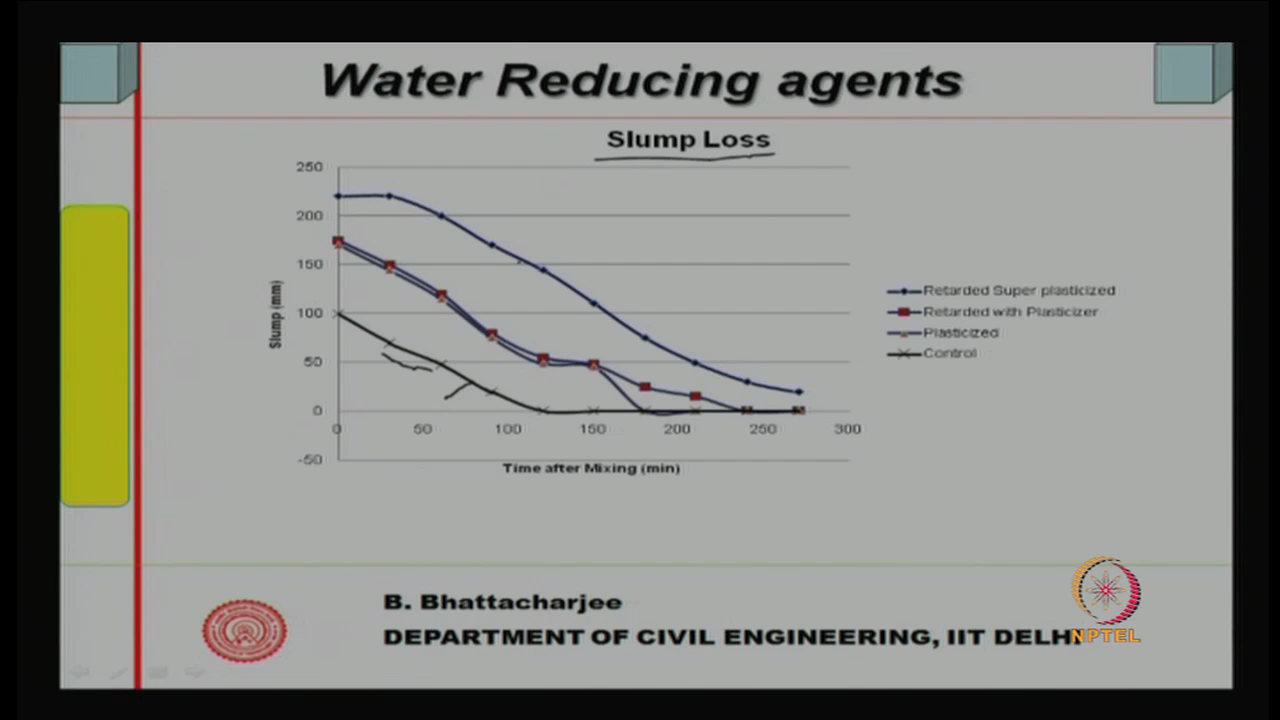 Water Reducing agents
Slump Loss
250
200
150
100
50
0
-50
Slump (mm)
0 50 100 150 200 250 300
Time after Mixing (min)
Retarded Super plasticized
Retarded with Plasticizer
Plasticized
Control
B. Bhattacharjee
DEPARTMENT OF CIVIL ENGINEERING, IIT DELHI
NPTEL